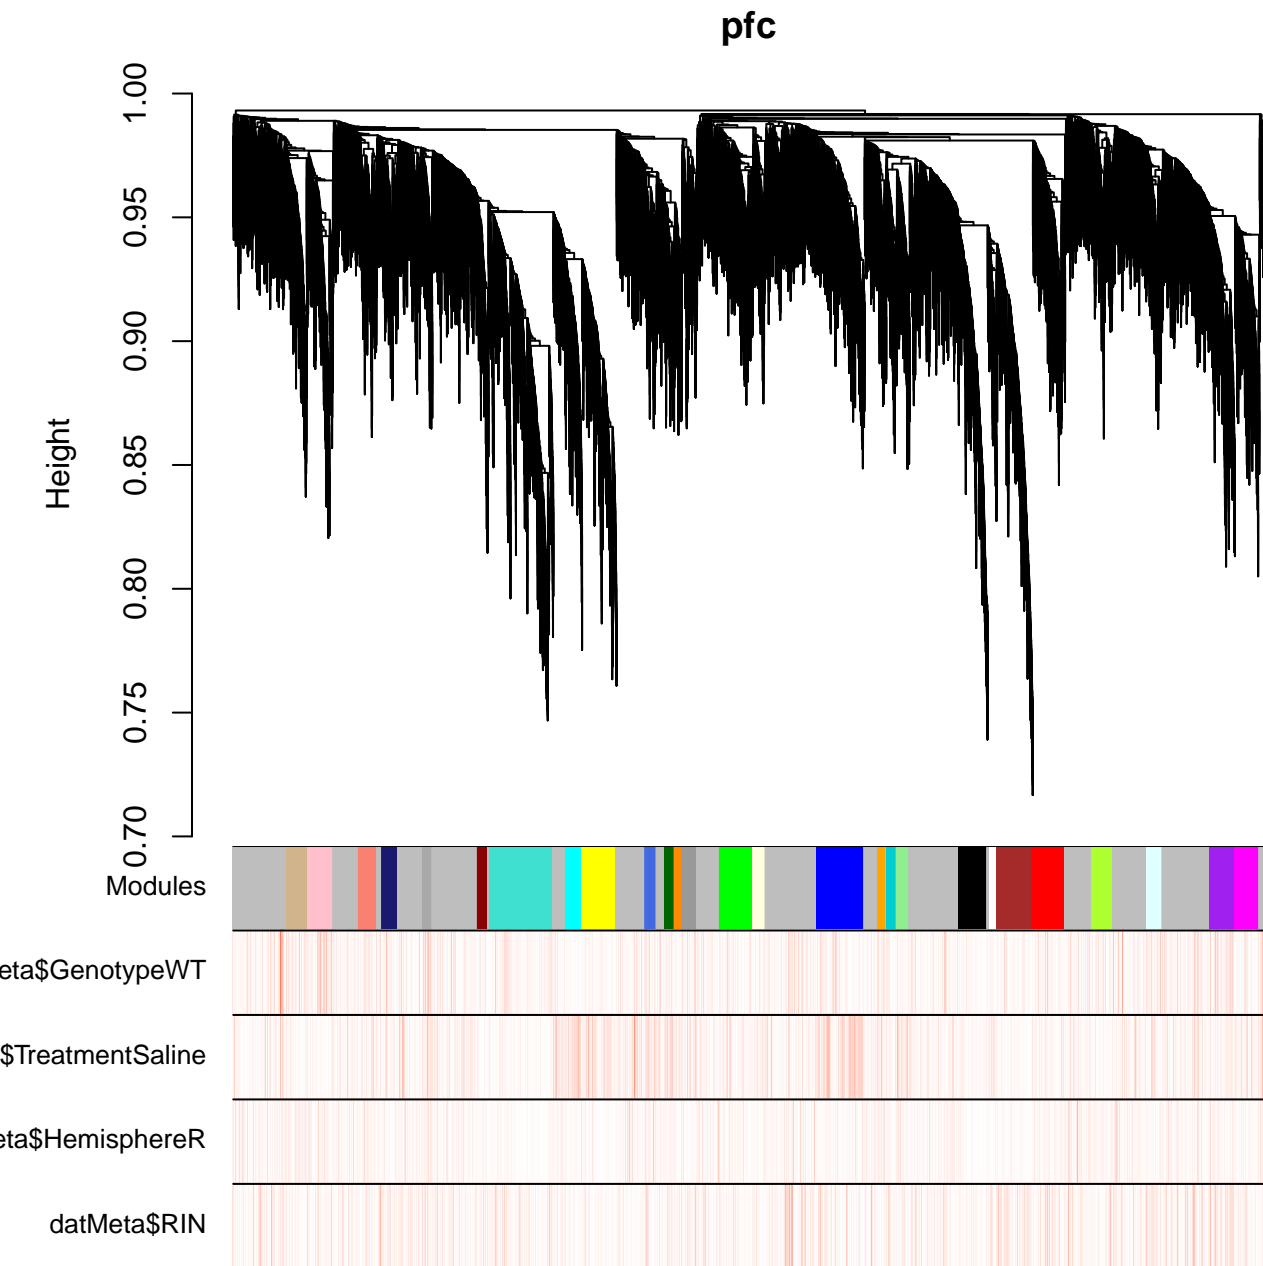 pfc
Height
1.00
0.95
0.90
0.85
0.80
0.75
0.70
Modules
eta$GenotypeWT
$TreatmentSaline
eta$HemisphereR
datMeta$RIN